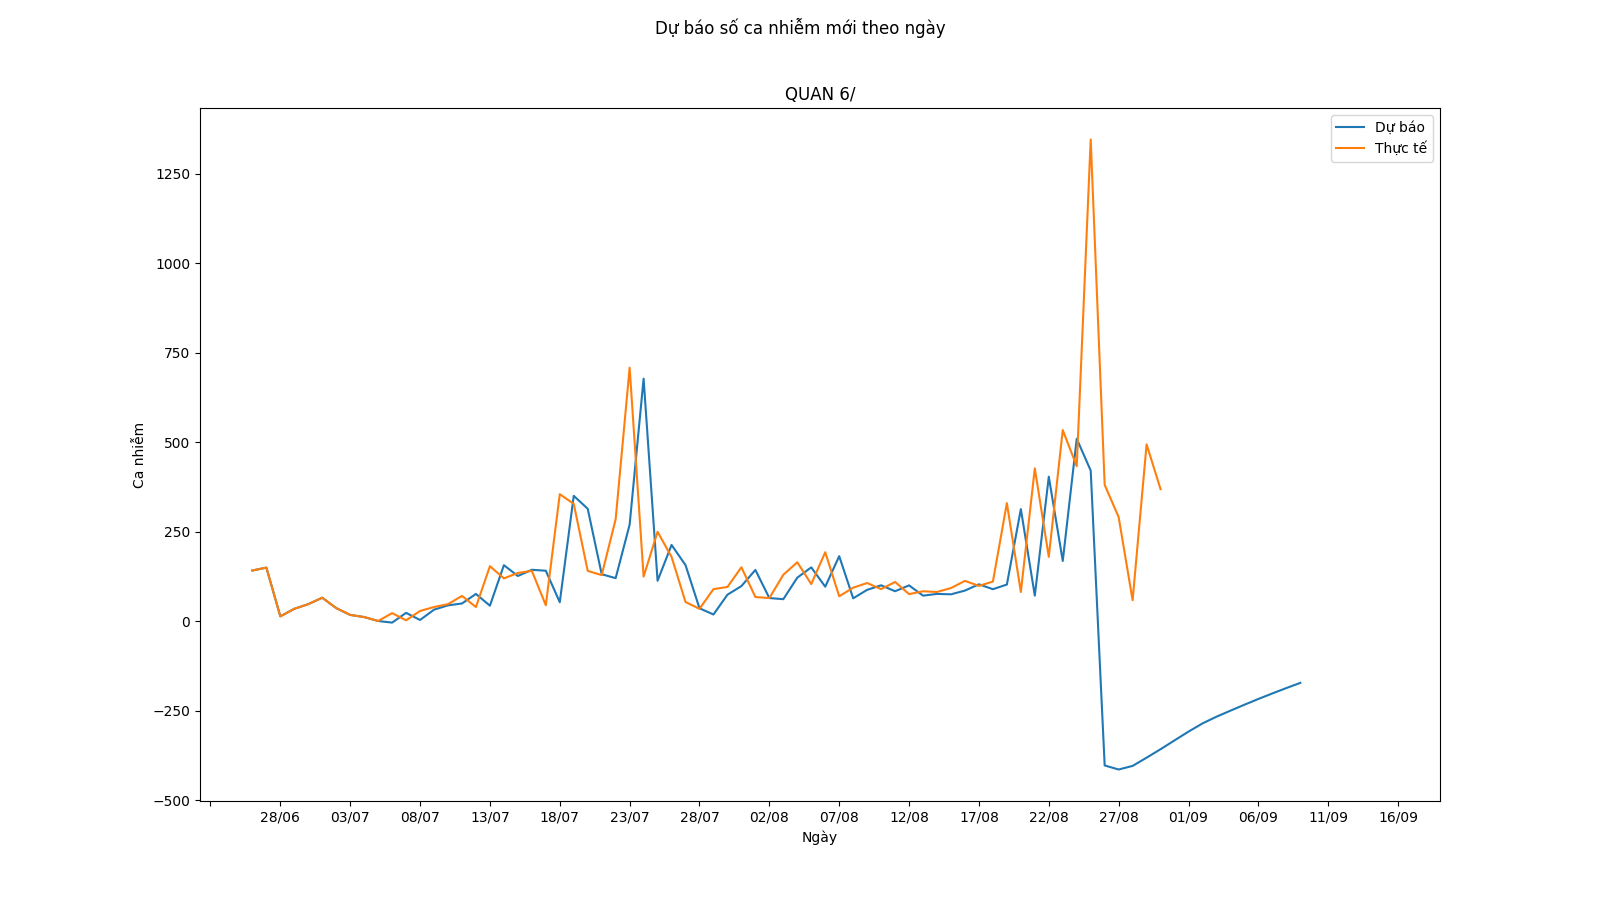 Dự báo số ca nhiễm mới theo ngày
QUAN 6/
Dự báo
Thực tế
1250
1000
750
500
250
0
−250
−500
Ca nhiễm
28/06 03/07 08/07 13/07 18/07 23/07 28/07 02/08 07/08 12/08 17/08 22/08 27/08 01/09 06/09 11/09 16/09
Ngày